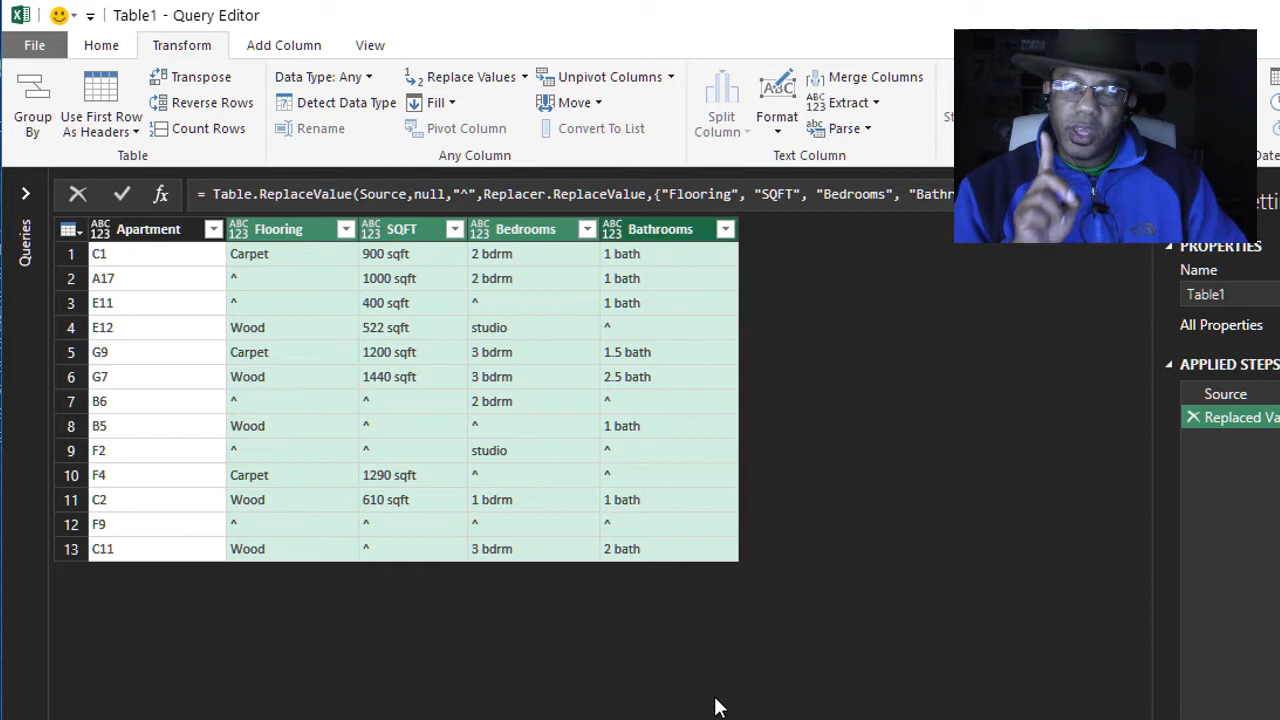 Table1 - Query Editor
File Home Transform Add Column View
Group By
Use First Row As Headers
Transpose
Reverse Rows
Count Rows
Table
Data Type: Any
Detect Data Type
Rename
Replace Values
Fill
Pivot Column
Unpivot Columns
Move
Convert To List
Any Column
Split Column
Format
Merge Columns
Extract
Parse
Text Column
Queries
= Table.ReplaceValue(Source,null,"^",Replacer.ReplaceValue,{"Flooring", "SQFT", "Bedrooms", "Bathr
Apartment Flooring SQFT Bedrooms Bathrooms
1 C1 Carpet 900 sqft 2 bdrm 1 bath
2 A17 ^ 1000 sqft 2 bdrm 1 bath
3 E11 ^ 400 sqft ^ 1 bath
4 E12 Wood 522 sqft studio ^
5 G9 Carpet 1200 sqft 3 bdrm 1.5 bath
6 G7 Wood 1440 sqft 3 bdrm 2.5 bath
7 B6 ^ ^ 2 bdrm ^
8 B5 Wood ^ ^ 1 bath
9 F2 ^ ^ studio ^
10 F4 Carpet 1290 sqft ^ ^
11 C2 Wood 610 sqft 1 bdrm 1 bath
12 F9 ^ ^ ^ ^
13 C11 Wood ^ 3 bdrm 2 bath
PROPERTIES
Name
Table1
All Properties
APPLIED STEPS
Source
Replaced Va